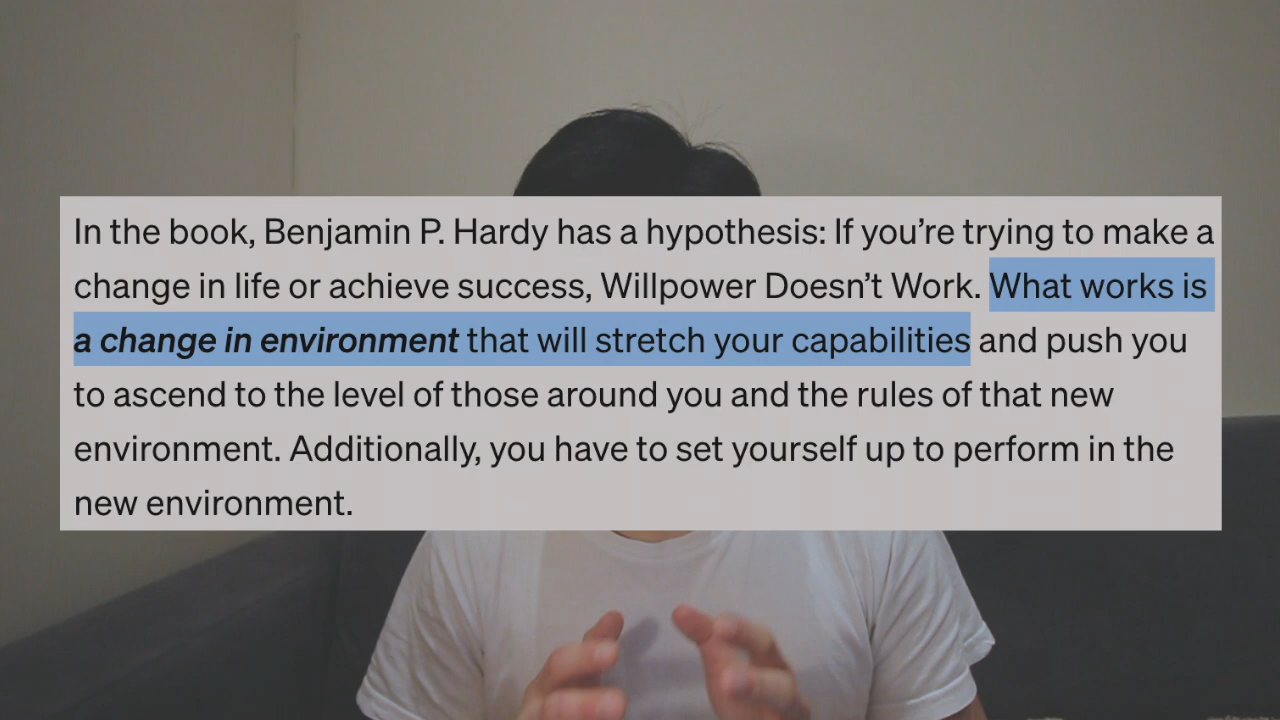 In the book, Benjamin P. Hardy has a hypothesis: If you’re trying to make a
change in life or achieve success, Willpower Doesn’t Work. What works is
a change in environment that will stretch your capabilities and push you
to ascend to the level of those around you and the rules of that new
environment. Additionally, you have to set yourself up to perform in the
new environment.